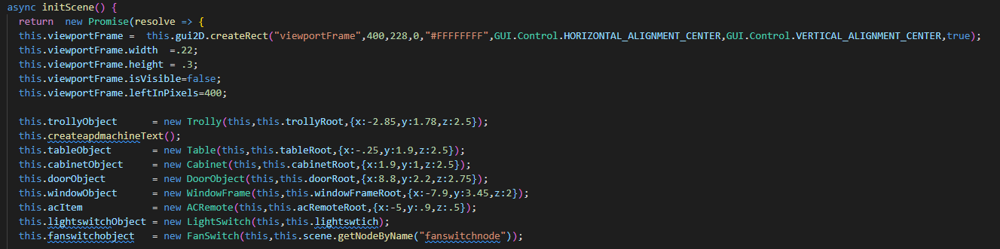 async initScene() {
return  new Promise(resolve => {
this.viewportFrame =  this.gui2D.createRect("viewportFrame",400,228,0,"#FFFFFFFF",GUI.Control.HORIZONTAL_ALIGNMENT_CENTER,GUI.Control.VERTICAL_ALIGNMENT_CENTER,true);
this.viewportFrame.width  =.22;
this.viewportFrame.height = .3;
this.viewportFrame.isVisible=false;
this.viewportFrame.leftInPixels=400;
this.trollyObject      = new Trolly(this,this.trollyRoot,{x:-2.85,y:1.78,z:2.5});
this.createapdmachineText();
this.tableObject       = new Table(this,this.tableRoot,{x:-.25,y:1.9,z:2.5});
this.cabinetObject     = new Cabinet(this,this.cabinetRoot,{x:1.9,y:1,z:2.5});
this.doorObject        = new DoorObject(this,this.doorRoot,{x:8.8,y:2.2,z:2.75});
this.windowObject      = new WindowFrame(this,this.windowFrameRoot,{x:-7.9,y:3.45,z:2});
this.acItem            = new ACRemote(this,this.acRemoteRoot,{x:-5,y:.9,z:.5});
this.lightswitchObject = new LightSwitch(this,this.lightswtich);
this.fanswitchobject   = new FanSwitch(this,this.scene.getNodeByName("fanswitchnode"));